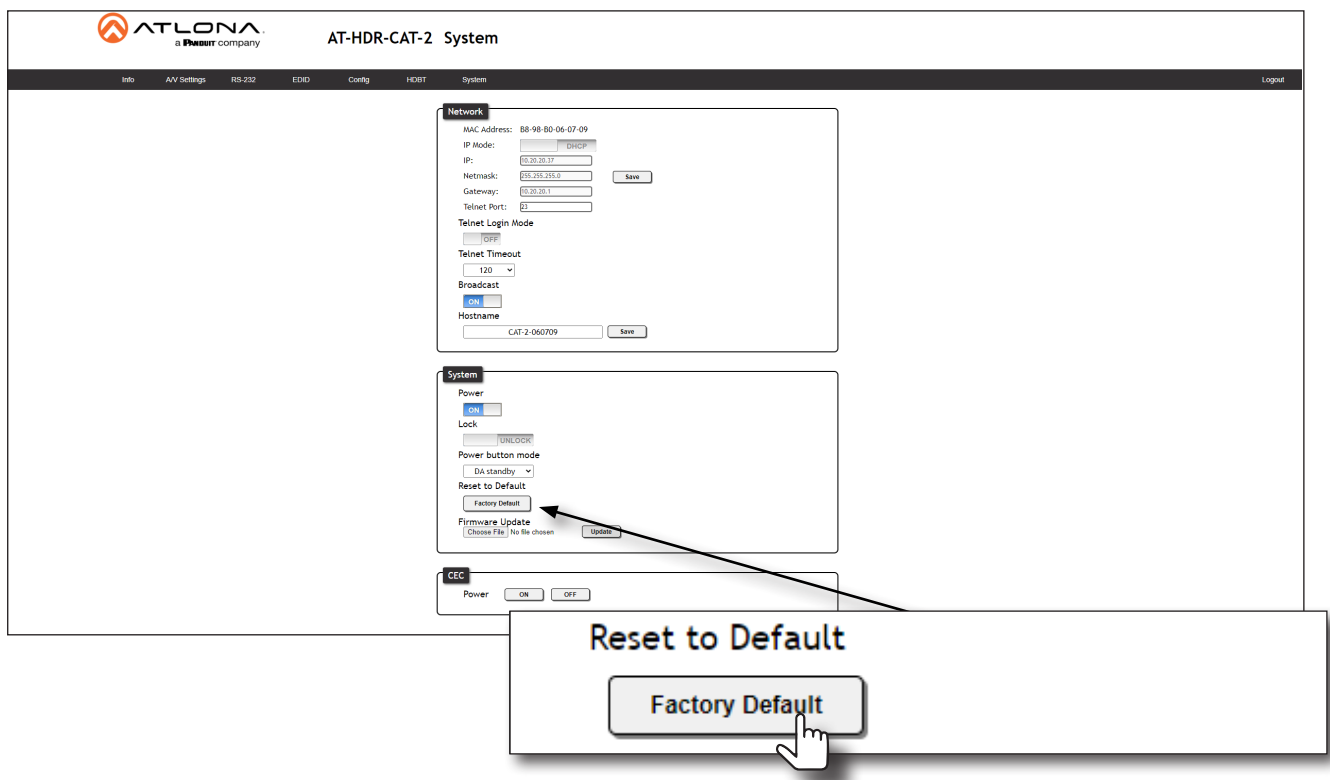 ATLONA.
a PANDUIT company
AT-HDR-CAT-2 System
Info A/V Settings RS-232 EDID Config HDBT System Logout
Network
MAC Address: B8-98-B0-06-07-09
IP Mode: DHCP
IP: 10.20.20.37
Netmask: 255.255.255.0 Save
Gateway: 10.20.20.1
Telnet Port: 23
Telnet Login Mode
OFF
Telnet Timeout
120
Broadcast
ON
Hostname
CAT-2-060709 Save
System
Power
ON
Lock
UNLOCK
Power button mode
DA standby
Reset to Default
Factory Default
Firmware Update
Choose File No file chosen Update
CEC
Power ON OFF
Reset to Default
Factory Default